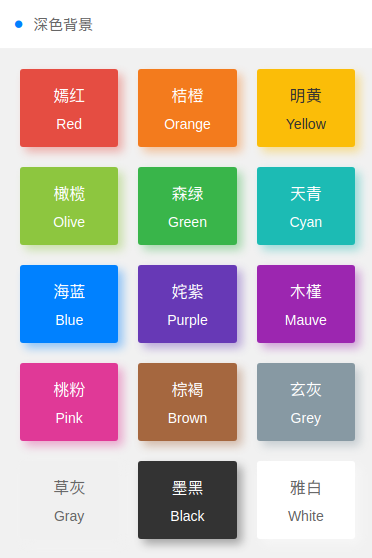 深色背景
嫣红
Red
桔橙
Orange
明黄
Yellow
橄榄
Olive
森绿
Green
天青
Cyan
海蓝
Blue
姹紫
Purple
木槿
Mauve
桃粉
Pink
棕褐
Brown
玄灰
Grey
草灰
Gray
墨黑
Black
雅白
White